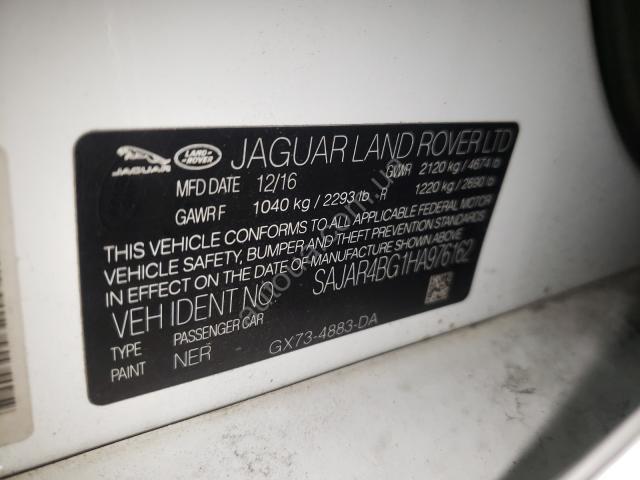 JAGUAR LAND-ROVER JAGUAR LAND ROVER LTD
MFD DATE 12/16 GVWR 2120 kg / 4674 lb
GAWR F 1040 kg / 2293 lb - R 1220 kg / 2690 lb
THIS VEHICLE CONFORMS TO ALL APPLICABLE FEDERAL MOTOR
VEHICLE SAFETY, BUMPER AND THEFT PREVENTION STANDARDS
IN EFFECT ON THE DATE OF MANUFACTURE SHOWN ABOVE
VEH IDENT NO. SAJAR4BG1HA976162
TYPE PASSENGER CAR
PAINT NER GX73-4883-DA